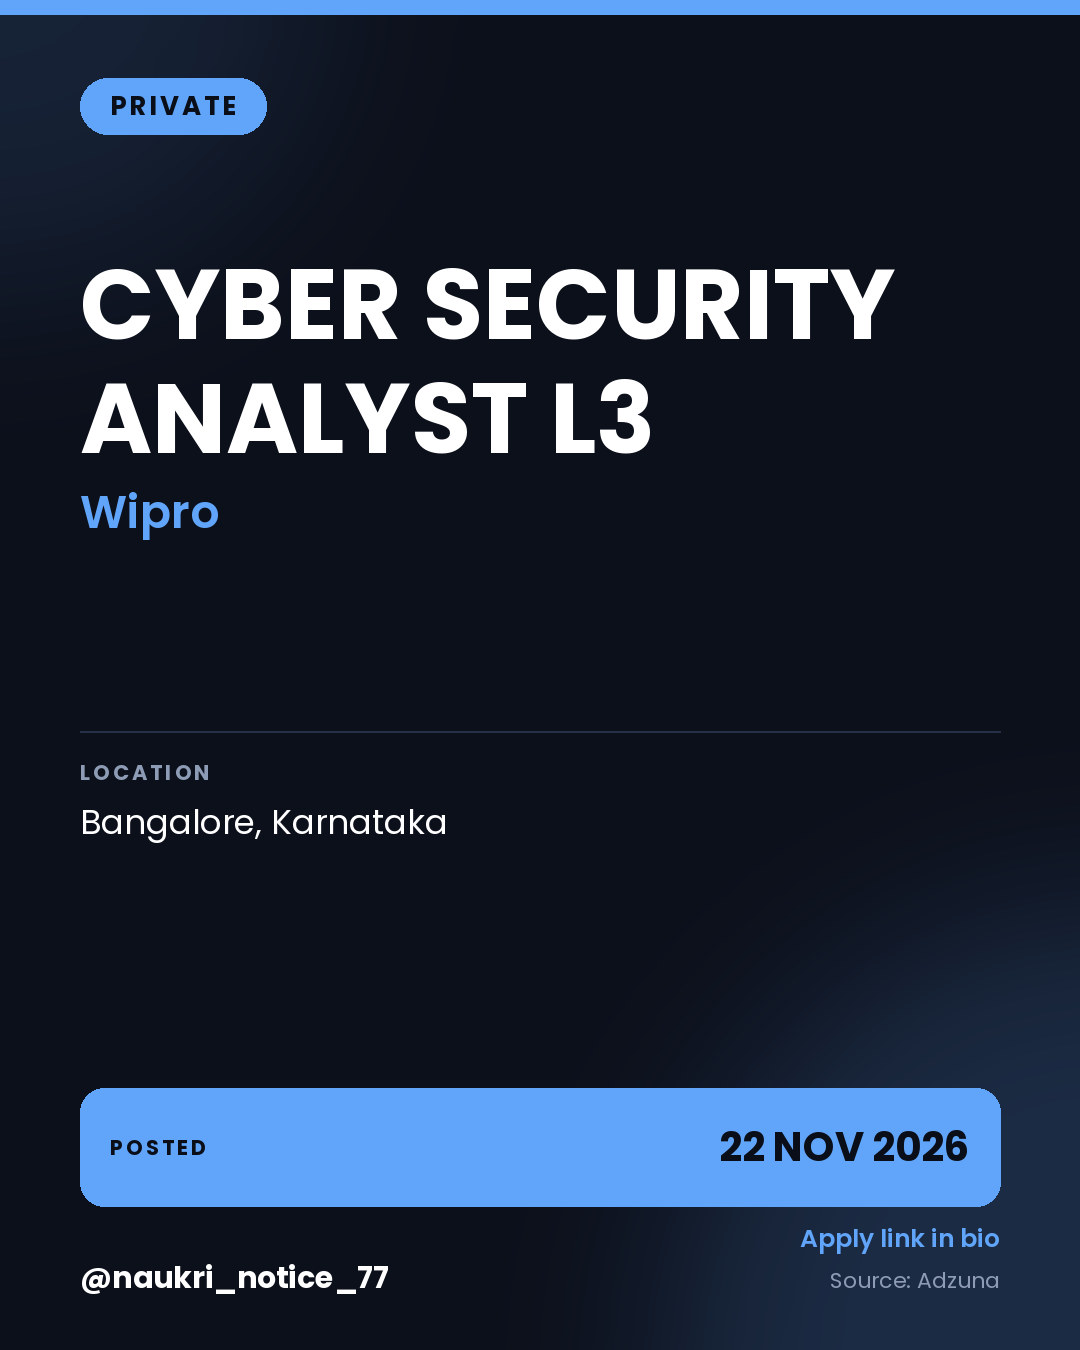 PRIVATE
CYBER SECURITY
ANALYST L3
Wipro
LOCATION
Bangalore, Karnataka
POSTED
22 NOV 2026
Apply link in bio
@naukri_notice_77
Source: Adzuna